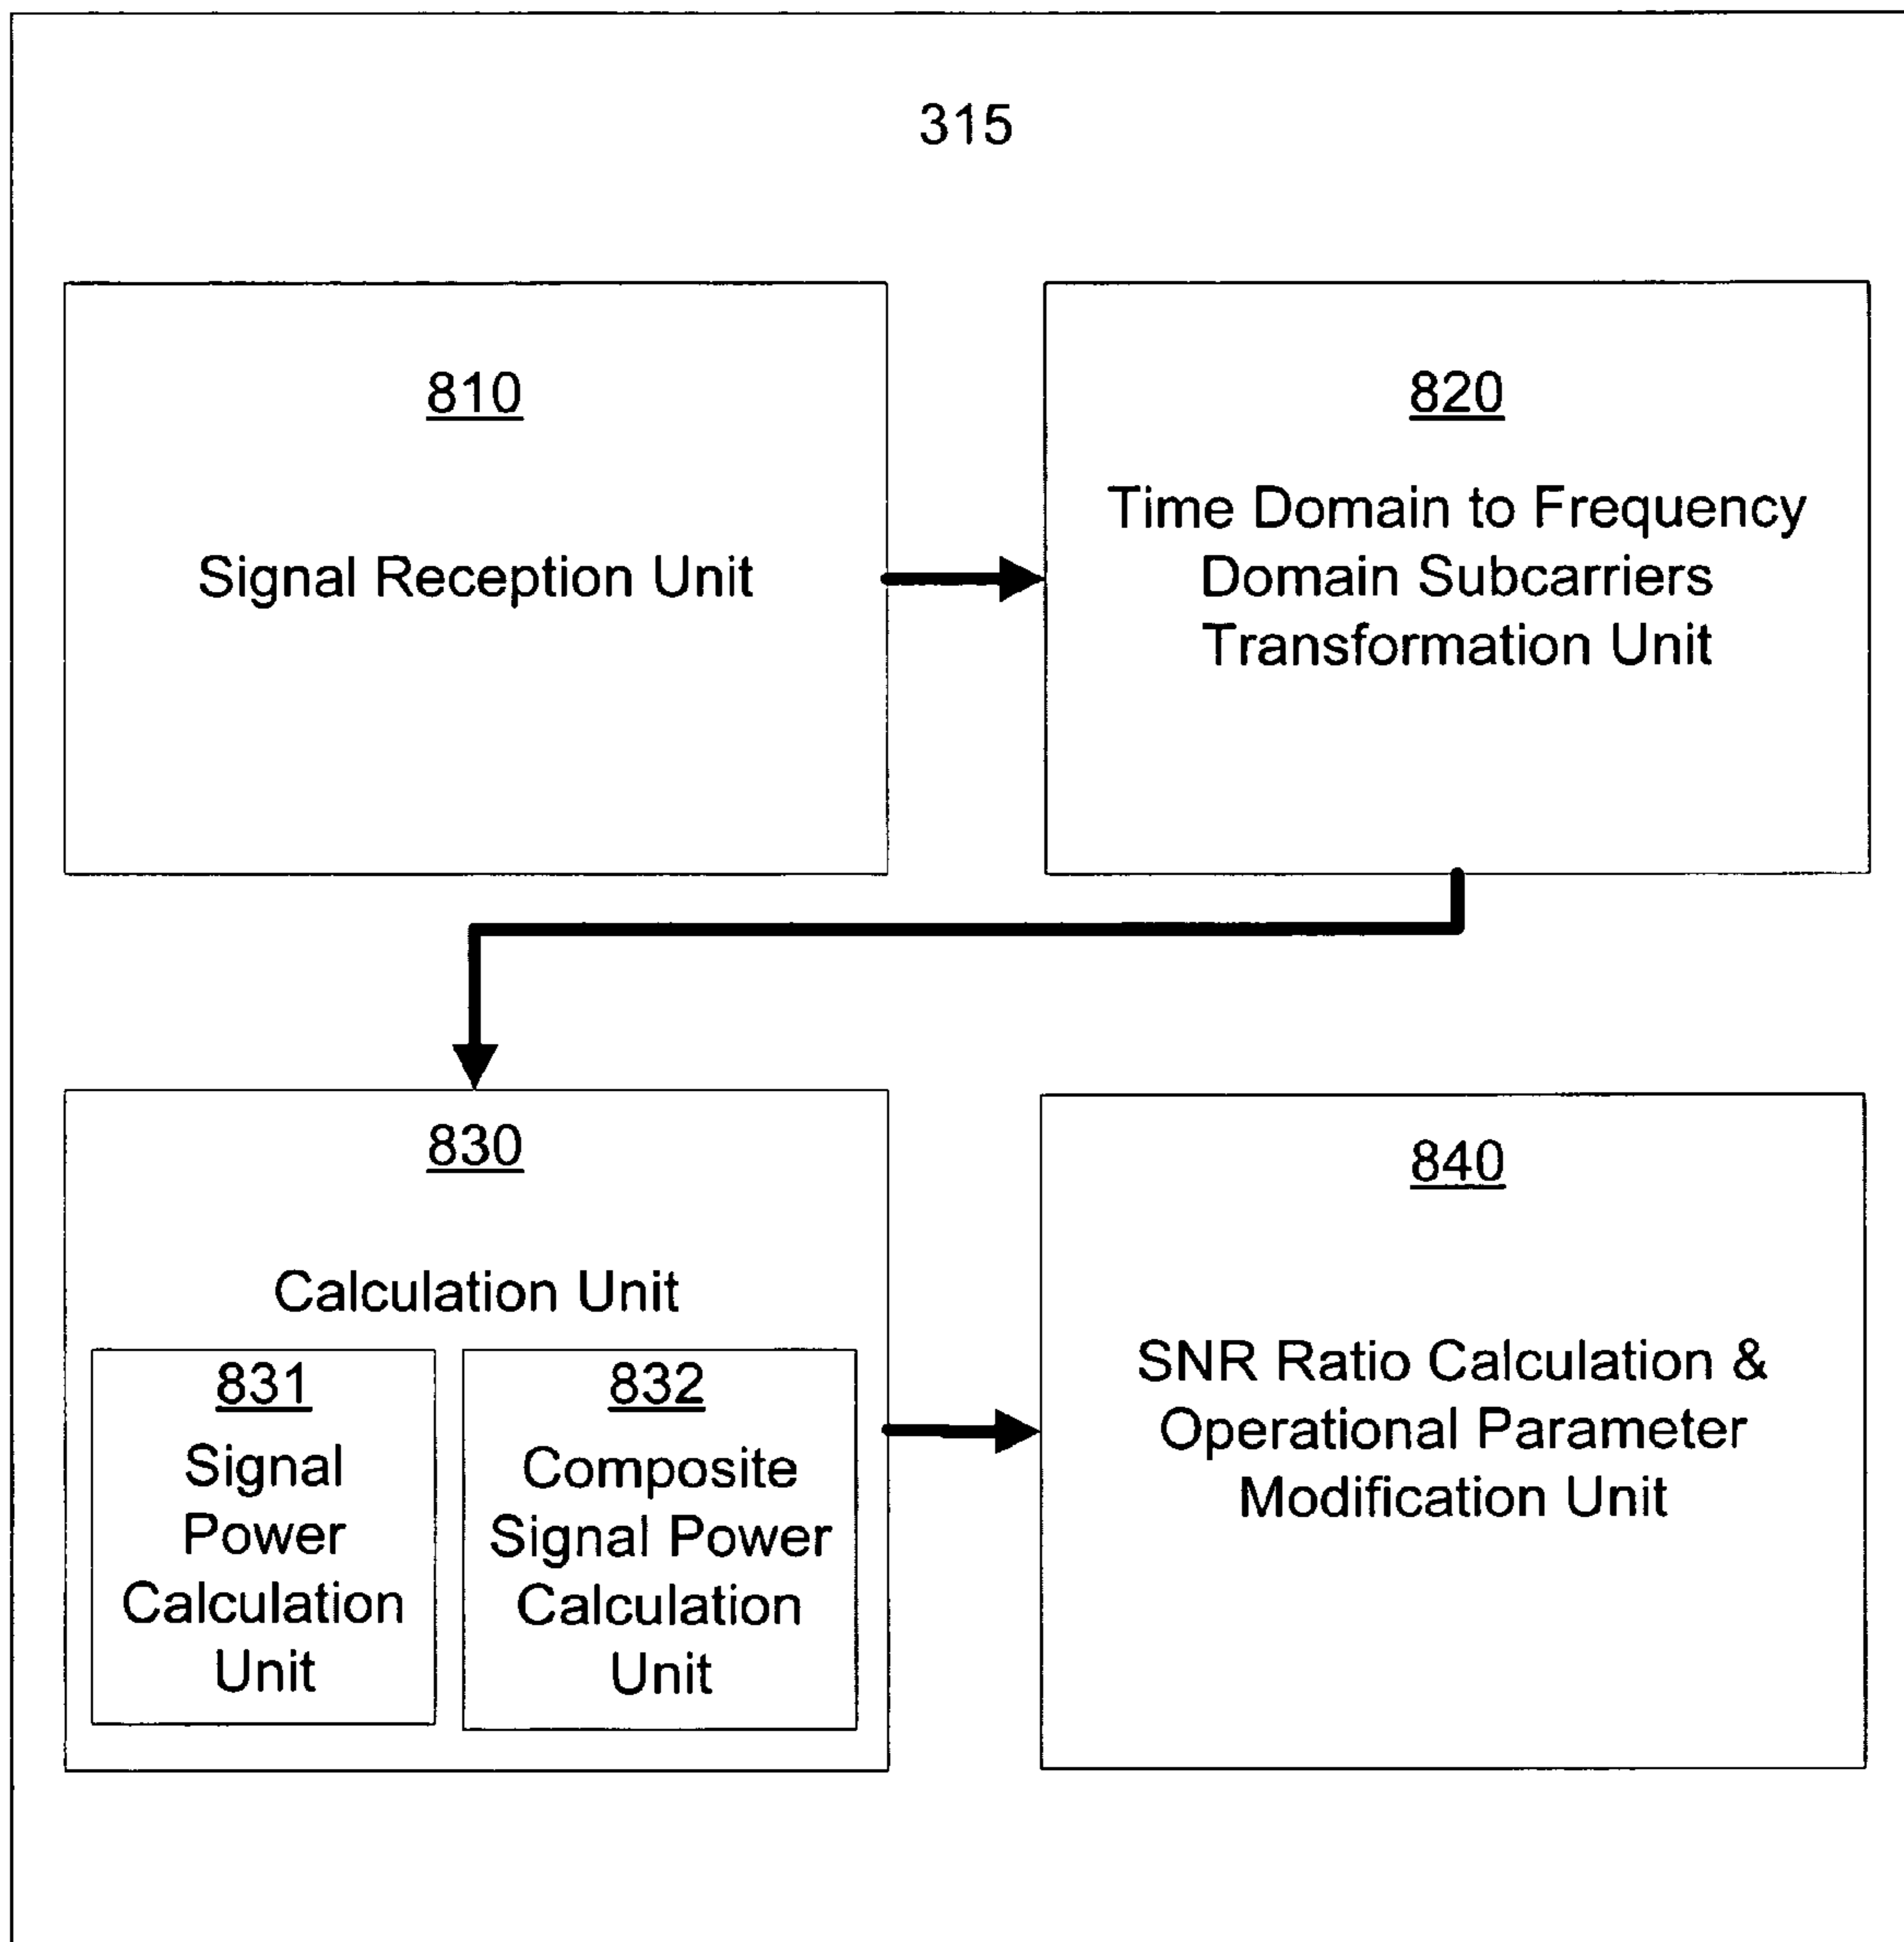 315
810
Signal Reception Unit
820
Time Domain to Frequency
Domain Subcarriers
Transformation Unit
830
Calculation Unit
831
Signal
Power
Calculation
Unit
832
Composite
Signal Power
Calculation
Unit
840
SNR Ratio Calculation &
Operational Parameter
Modification Unit